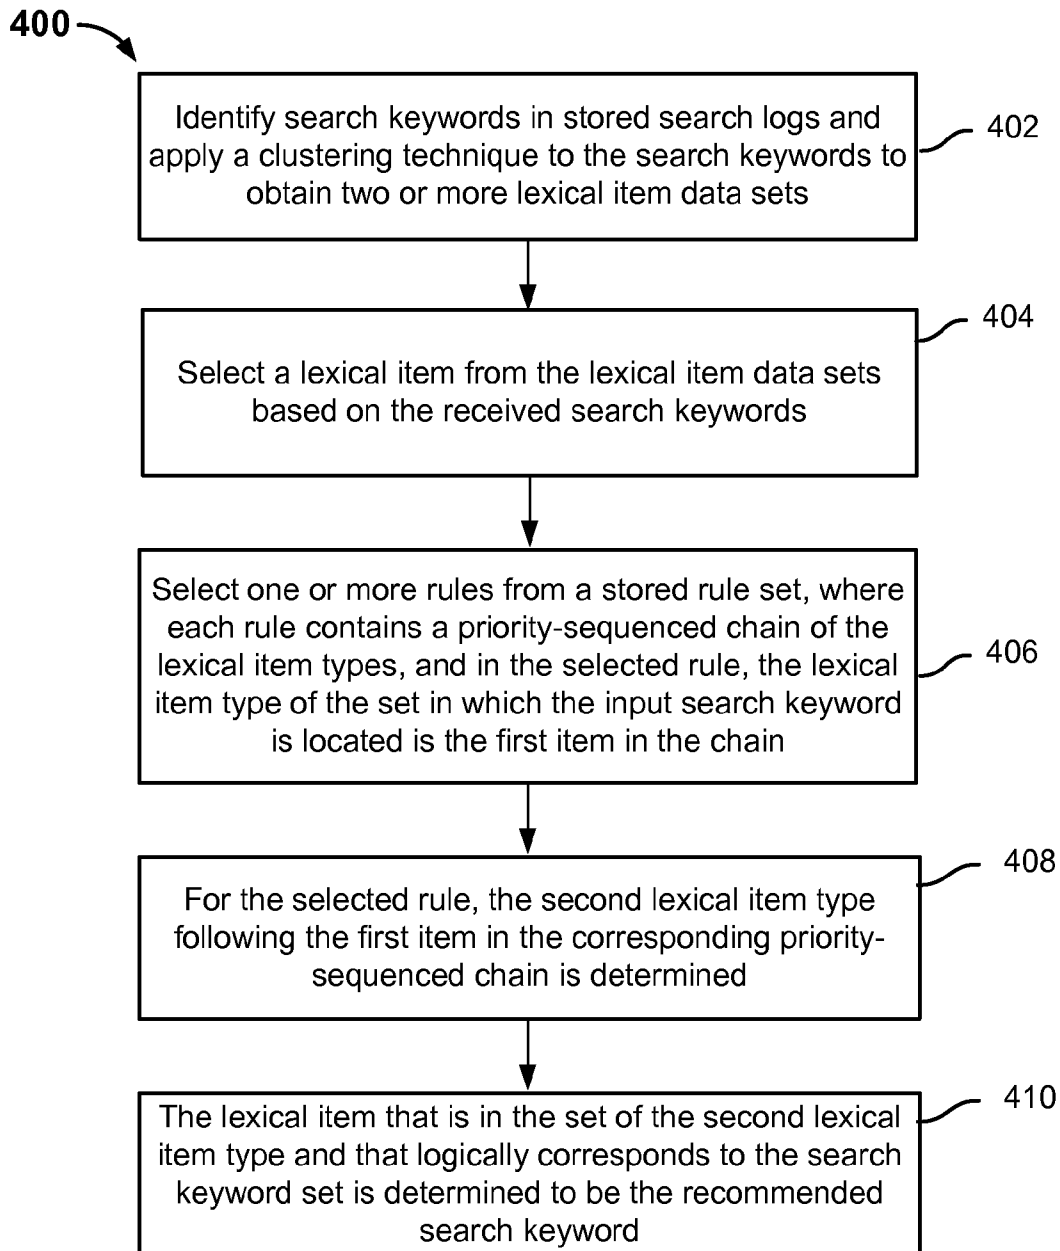 400
Identify search keywords in stored search logs and
apply a clustering technique to the search keywords to
obtain two or more lexical item data sets
402
Select a lexical item from the lexical item data sets
based on the received search keywords
404
Select one or more rules from a stored rule set, where
each rule contains a priority-sequenced chain of the
lexical item types, and in the selected rule, the lexical
item type of the set in which the input search keyword
is located is the first item in the chain
406
For the selected rule, the second lexical item type
following the first item in the corresponding priority-
sequenced chain is determined
408
The lexical item that is in the set of the second lexical
item type and that logically corresponds to the search
keyword set is determined to be the recommended
search keyword
410